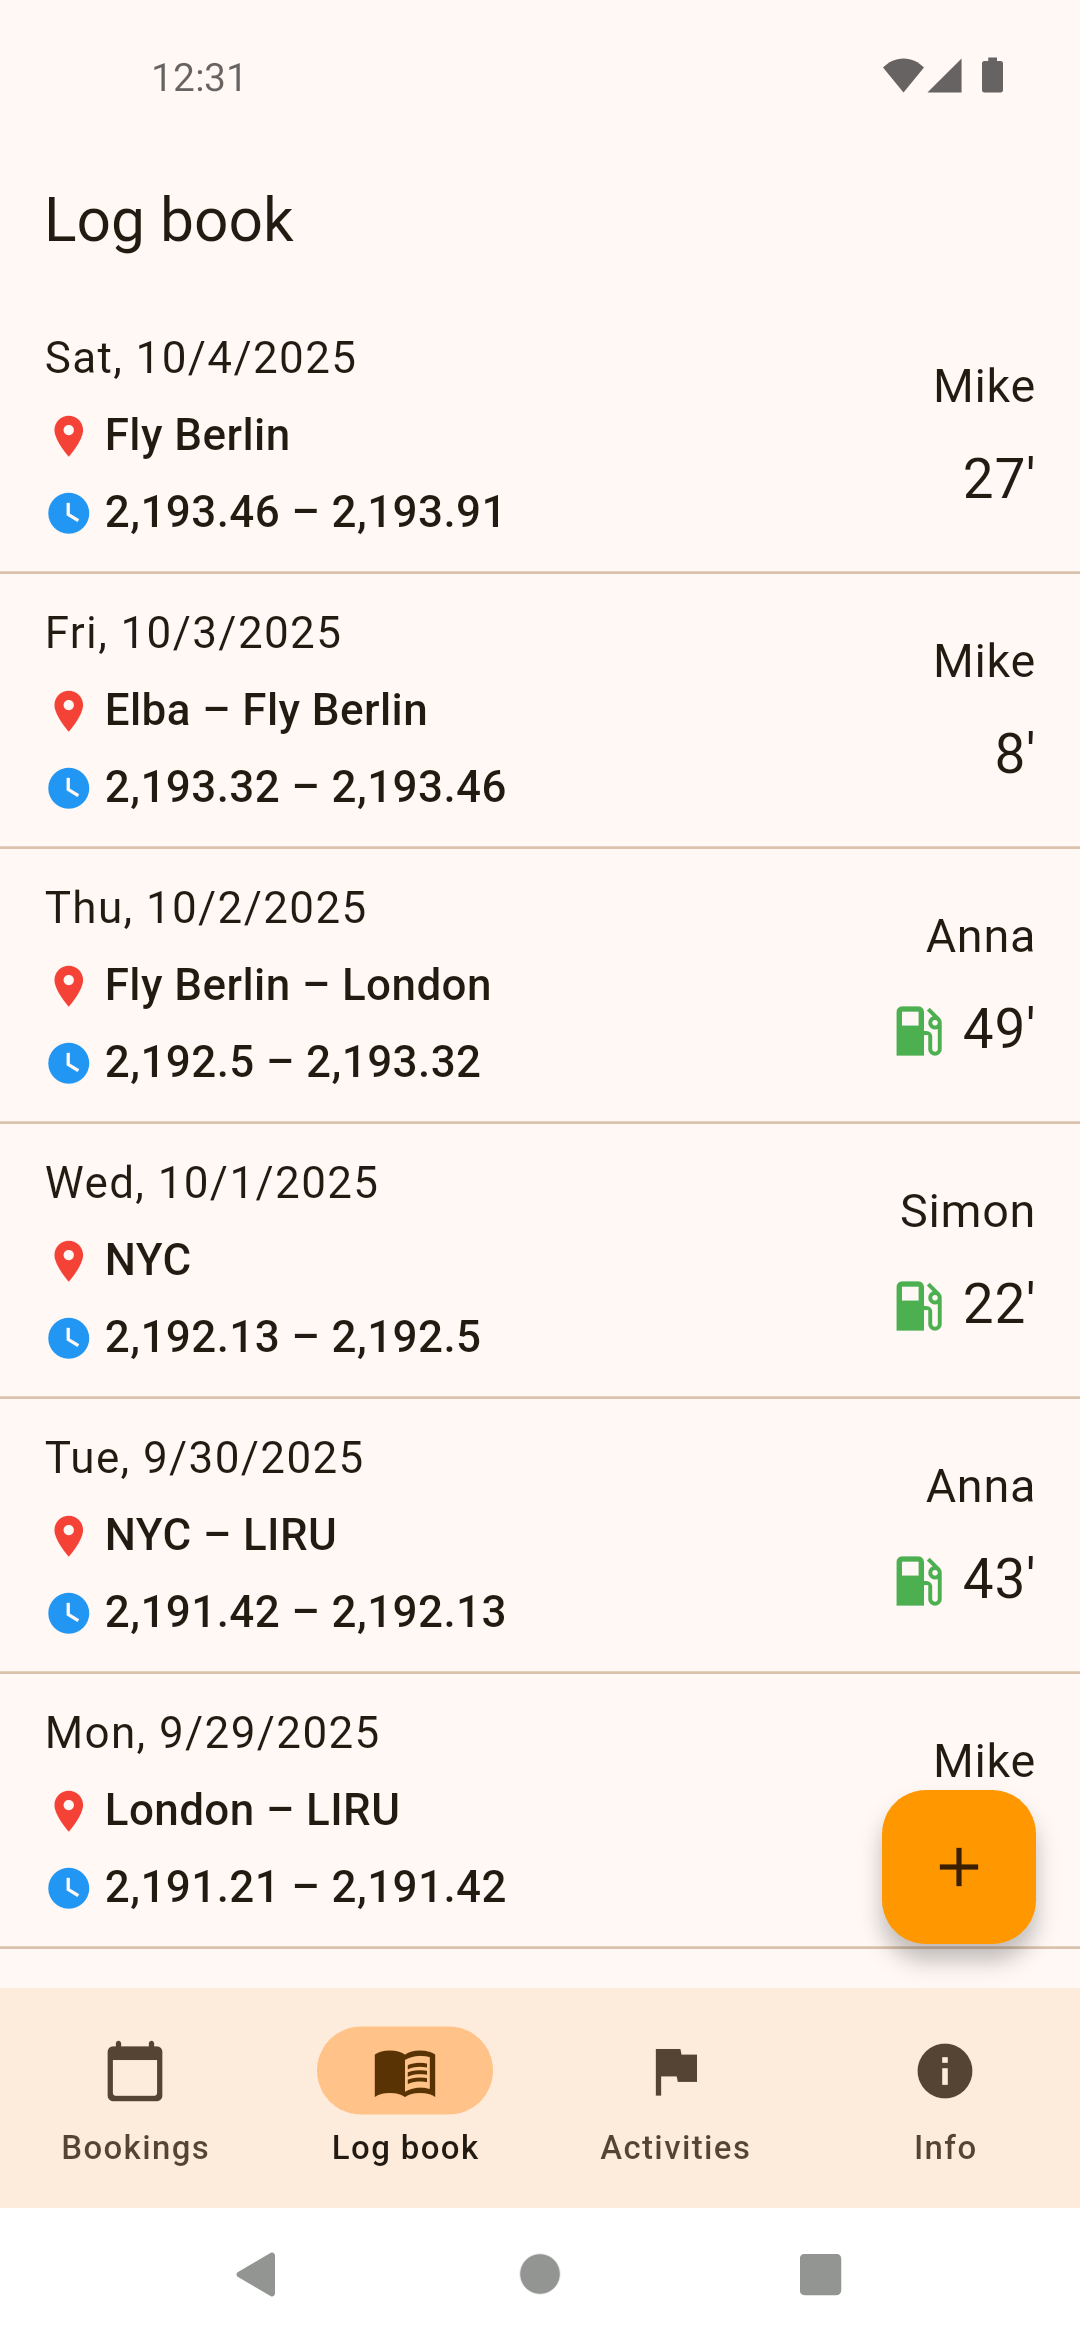 12:31
Log book
Sat, 10/4/2025
Mike
Fly Berlin
27'
2,193.46 – 2,193.91
Fri, 10/3/2025
Mike
Elba – Fly Berlin
8'
2,193.32 – 2,193.46
Thu, 10/2/2025
Anna
Fly Berlin – London
49'
2,192.5 – 2,193.32
Wed, 10/1/2025
Simon
NYC
22'
2,192.13 – 2,192.5
Tue, 9/30/2025
Anna
NYC – LIRU
43'
2,191.42 – 2,192.13
Mon, 9/29/2025
Mike
London – LIRU
2,191.21 – 2,191.42
Bookings
Log book
Activities
Info